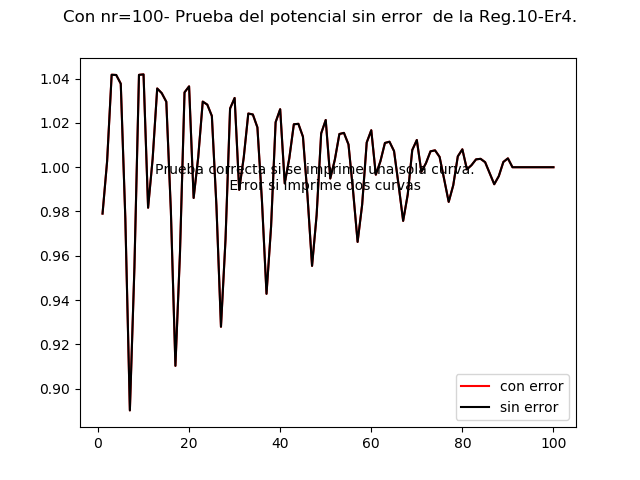 Con nr=100- Prueba del potencial sin error  de la Reg.10-Er4.
1.04
1.02
1.00
0.98
0.96
0.94
0.92
0.90
Prueba correcta si se imprime una sola curva.
Error si imprime dos curvas
con error
sin error
0
20
40
60
80
100